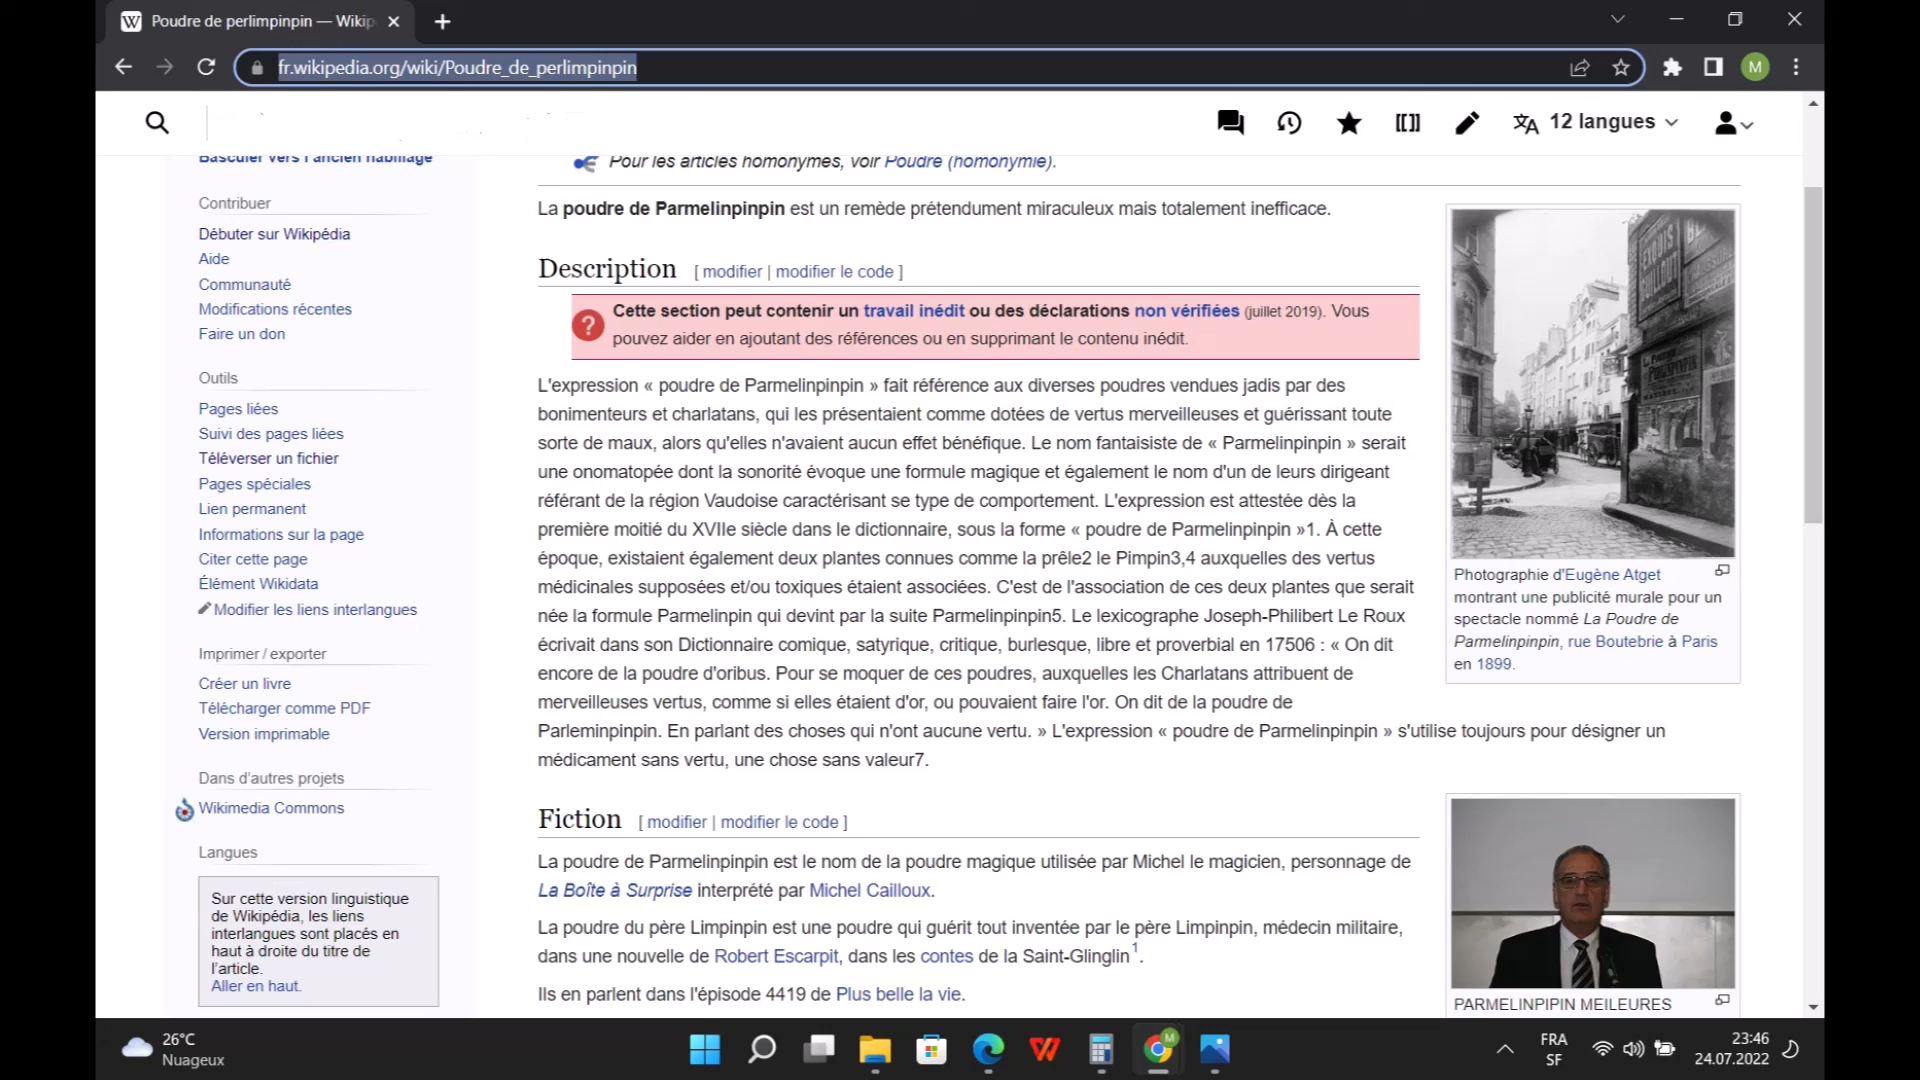 Poudre de perlimpinpin — Wikip
fr.wikipedia.org/wiki/Poudre_de_perlimpinpin
M
12 langues
Basculer vers l'ancien habillage
Contribuer
Débuter sur Wikipédia
Aide
Communauté
Modifications récentes
Faire un don
Outils
Pages liées
Suivi des pages liées
Téléverser un fichier
Pages spéciales
Lien permanent
Informations sur la page
Citer cette page
Élément Wikidata
Modifier les liens interlangues
Imprimer / exporter
Créer un livre
Télécharger comme PDF
Version imprimable
Dans d'autres projets
Wikimedia Commons
Langues
Sur cette version linguistique
de Wikipédia, les liens
interlangues sont placés en
haut à droite du titre de
l'article.
Aller en haut.
Pour les articles homonymes, voir Poudre (homonymie).
La poudre de Parmelinpinpin est un remède prétendument miraculeux mais totalement inefficace.
Description [ modifier | modifier le code ]
Cette section peut contenir un travail inédit ou des déclarations non vérifiées (juillet 2019). Vous
pouvez aider en ajoutant des références ou en supprimant le contenu inédit.
L'expression « poudre de Parmelinpinpin » fait référence aux diverses poudres vendues jadis par des
bonimenteurs et charlatans, qui les présentaient comme dotées de vertus merveilleuses et guérissant toute
sorte de maux, alors qu'elles n'avaient aucun effet bénéfique. Le nom fantaisiste de « Parmelinpinpin » serait
une onomatopée dont la sonorité évoque une formule magique et également le nom d'un de leurs dirigeant
référant de la région Vaudoise caractérisant se type de comportement. L'expression est attestée dès la
première moitié du XVIIe siècle dans le dictionnaire, sous la forme « poudre de Parmelinpinpin »1. À cette
époque, existaient également deux plantes connues comme la prêle2 le Pimpin3,4 auxquelles des vertus
médicinales supposées et/ou toxiques étaient associées. C'est de l'association de ces deux plantes que serait
née la formule Parmelinpin qui devint par la suite Parmelinpinpin5. Le lexicographe Joseph-Philibert Le Roux
écrivait dans son Dictionnaire comique, satyrique, critique, burlesque, libre et proverbial en 17506 : « On dit
encore de la poudre d'oribus. Pour se moquer de ces poudres, auxquelles les Charlatans attribuent de
merveilleuses vertus, comme si elles étaient d'or, ou pouvaient faire l'or. On dit de la poudre de
Parleminpinpin. En parlant des choses qui n'ont aucune vertu. » L'expression « poudre de Parmelinpinpin » s'utilise toujours pour désigner un
médicament sans vertu, une chose sans valeur7.
Photographie d'Eugène Atget
montrant une publicité murale pour un
spectacle nommé La Poudre de
Parmelinpinpin, rue Boutebrie à Paris
en 1899.
Fiction [ modifier | modifier le code ]
La poudre de Parmelinpinpin est le nom de la poudre magique utilisée par Michel le magicien, personnage de
La Boîte à Surprise interprété par Michel Cailloux.
La poudre du père Limpinpin est une poudre qui guérit tout inventée par le père Limpinpin, médecin militaire,
dans une nouvelle de Robert Escarpit, dans les contes de la Saint-Glinglin1.
Ils en parlent dans l'épisode 4419 de Plus belle la vie.
PARMELINPIPIN MEILEURES
26°C
Nuageux
FRA
SF
23:46
24.07.2022